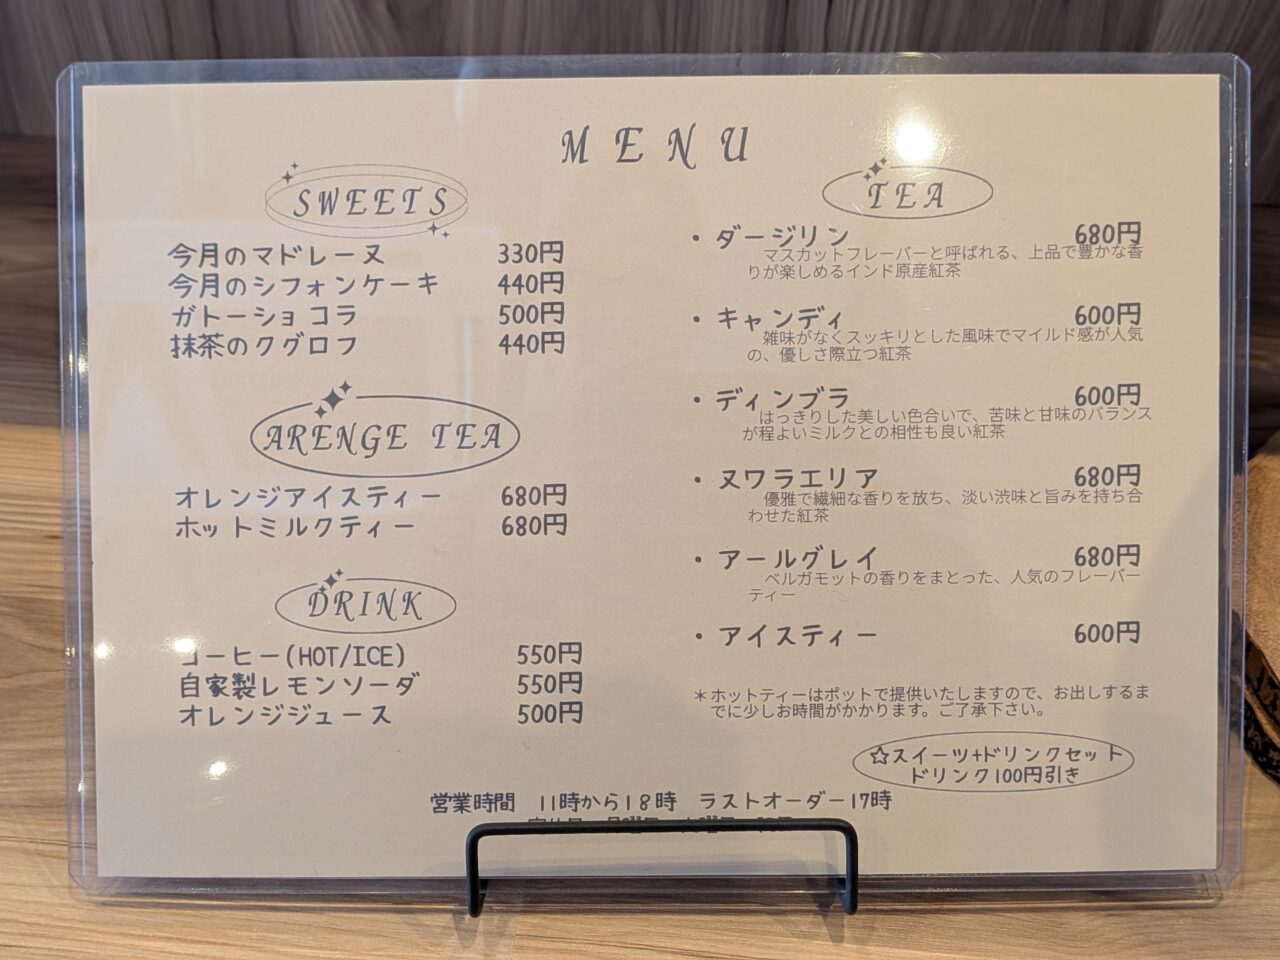 MENU
SWEETS
今月のマドレーヌ 330円
今月のシフォンケーキ 440円
ガトーショコラ 500円
抹茶のクグロフ 440円
ARENGE TEA
オレンジアイスティー 680円
ホットミルクティー 680円
DRINK
コーヒー(HOT/ICE) 550円
自家製レモンソーダ 550円
オレンジジュース 500円
TEA
・ダージリン 680円
マスカットフレーバーと呼ばれる、上品で豊かな香
りが楽しめるインド原産紅茶
・キャンディ 600円
雑味がなくスッキリとした風味でマイルド感が人気
の、優しさ際立つ紅茶
・ディンブラ 600円
はっきりした美しい色合いで、苦味と甘味のバランス
が程よいミルクとの相性も良い紅茶
・ヌワラエリア 680円
優雅で繊細な香りを放ち、淡い渋味と旨みを持ち合
わせた紅茶
・アールグレイ 680円
ベルガモットの香りをまとった、人気のフレーバー
ティー
・アイスティー 600円
＊ホットティーはポットで提供いたしますので、お出しするま
でに少しお時間がかかります。ご了承下さい。
☆スイーツ+ドリンクセット
ドリンク100円引き
営業時間 11時から18時 ラストオーダー17時